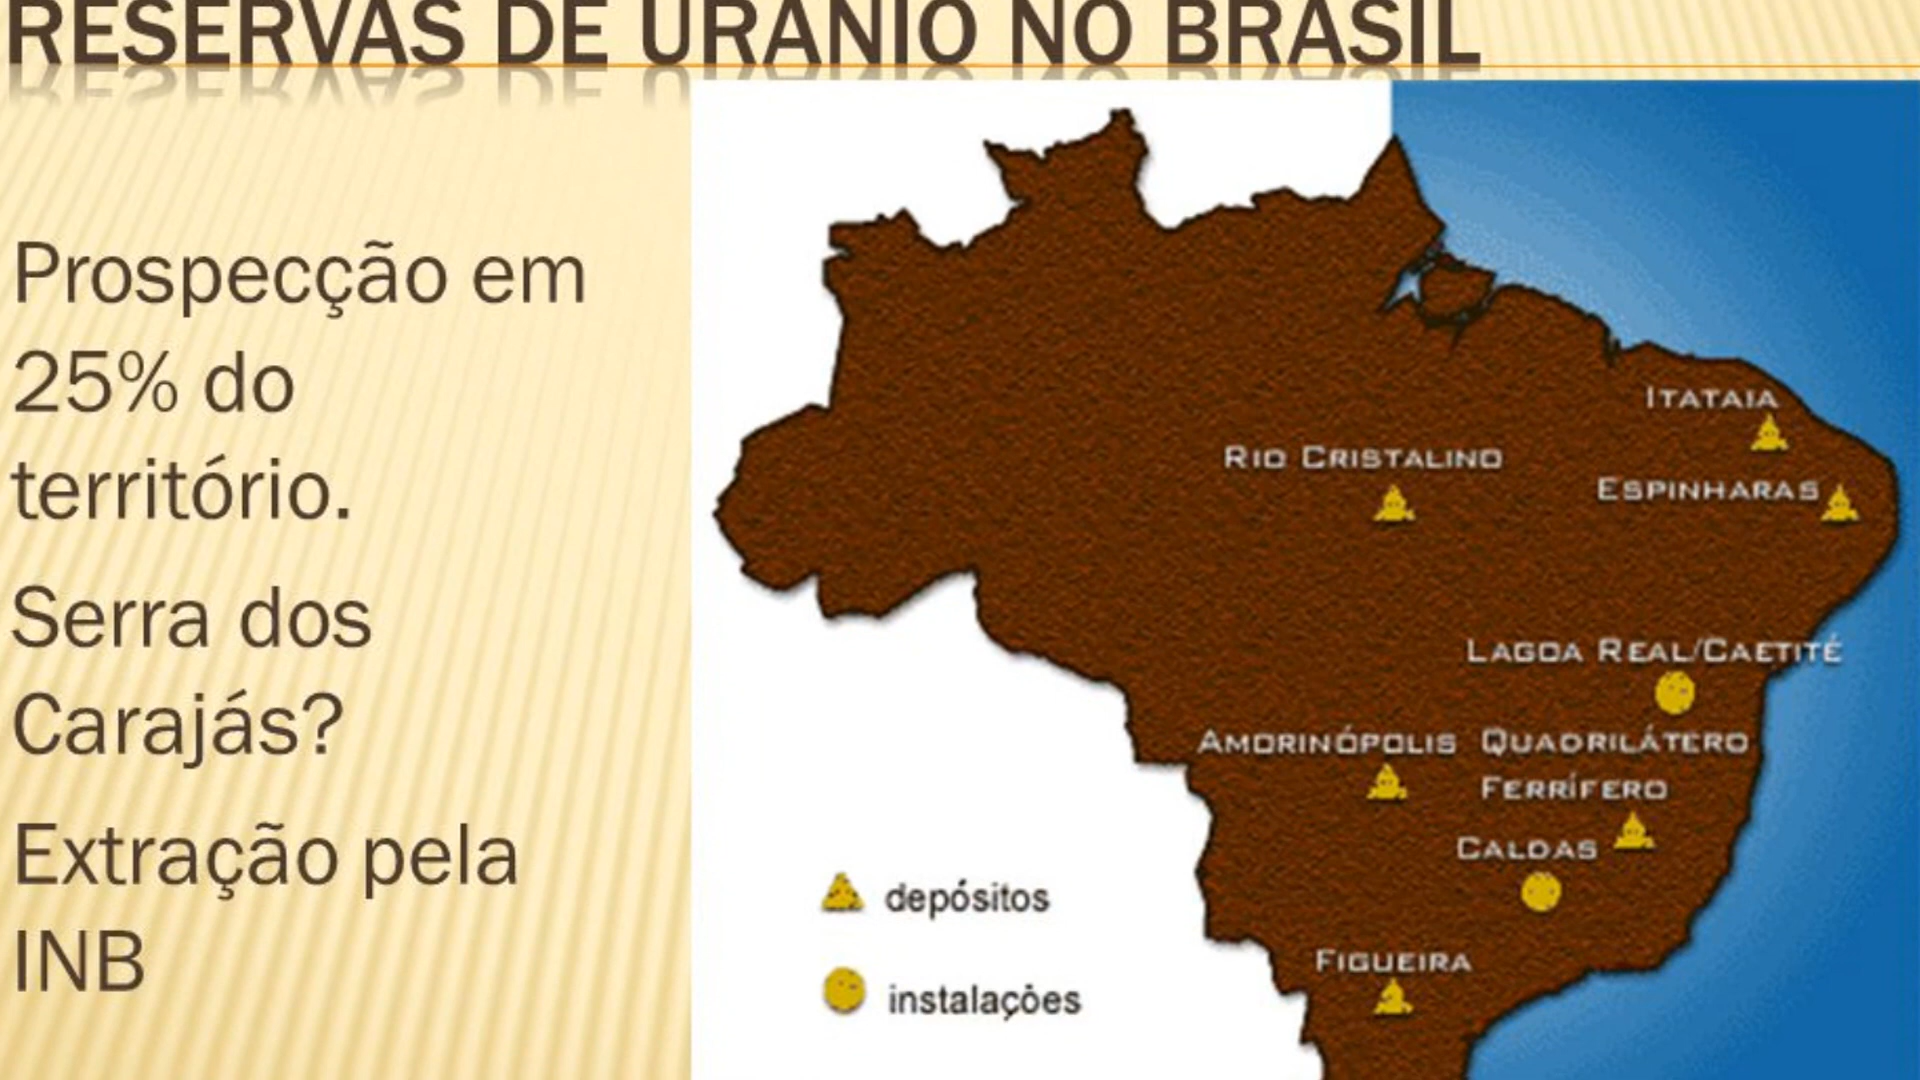 RESERVAS DE URÂNIO NO BRASIL
Prospecção em
25% do
território.
Serra dos
Carajás?
Extração pela
INB
ITATAIA
RIO CRISTALINO
ESPINHARAS
LAGOA REAL/CAETITÉ
AMORINÓPOLIS
QUADRILÁTERO
FERRÍFERO
CALDAS
FIGUEIRA
depósitos
instalações